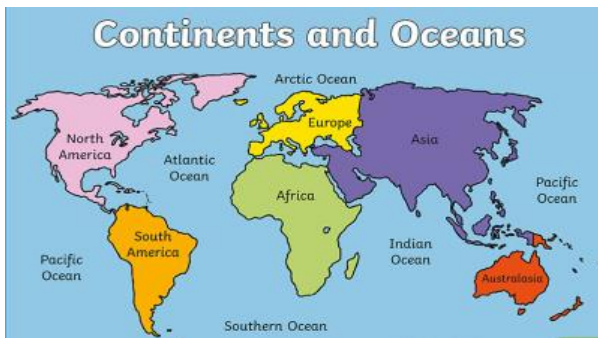 Continents and Oceans
Arctic Ocean
North
America
Atlantic
Ocean
Europe
Asia
Africa
Pacific
Ocean
South
America
Pacific
Ocean
Indian
Ocean
Australasia
Southern Ocean